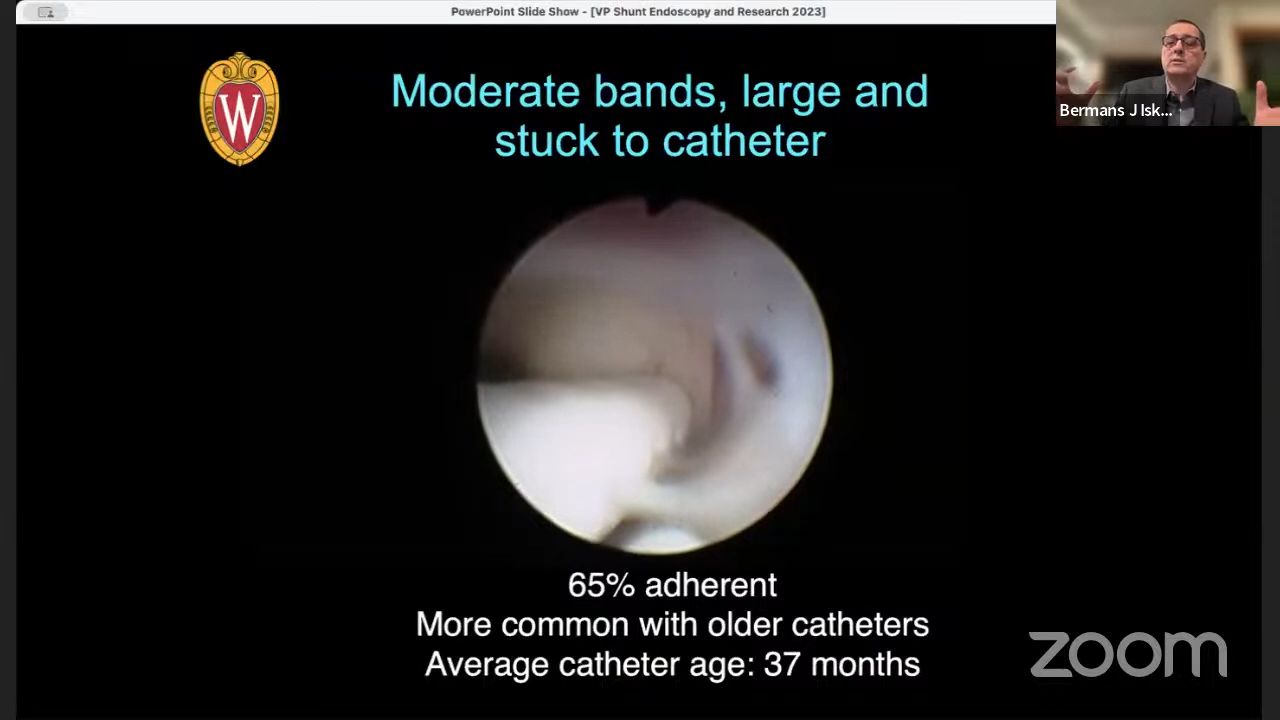 PowerPoint Slide Show - [VP Shunt Endoscopy and Research 2023]
W
Moderate bands, large and
stuck to catheter
Bermans J Isk...
65% adherent
More common with older catheters
Average catheter age: 37 months
zoom